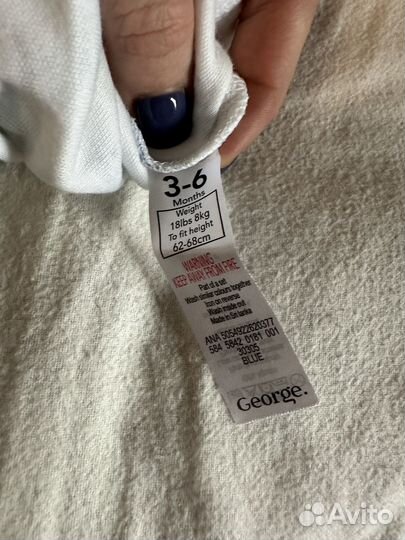 3-6
Months
Weight
18lbs 8kg
To fit height
62-68cm
WARNING
KEEP AWAY FROM FIRE
Part of a set
Wash similar colours together
Iron on reverse
Wash inside out
Made in Sri lanka
ANA 5054922820377
584 5842 0181 001
30305
BLUE
George.
Avito